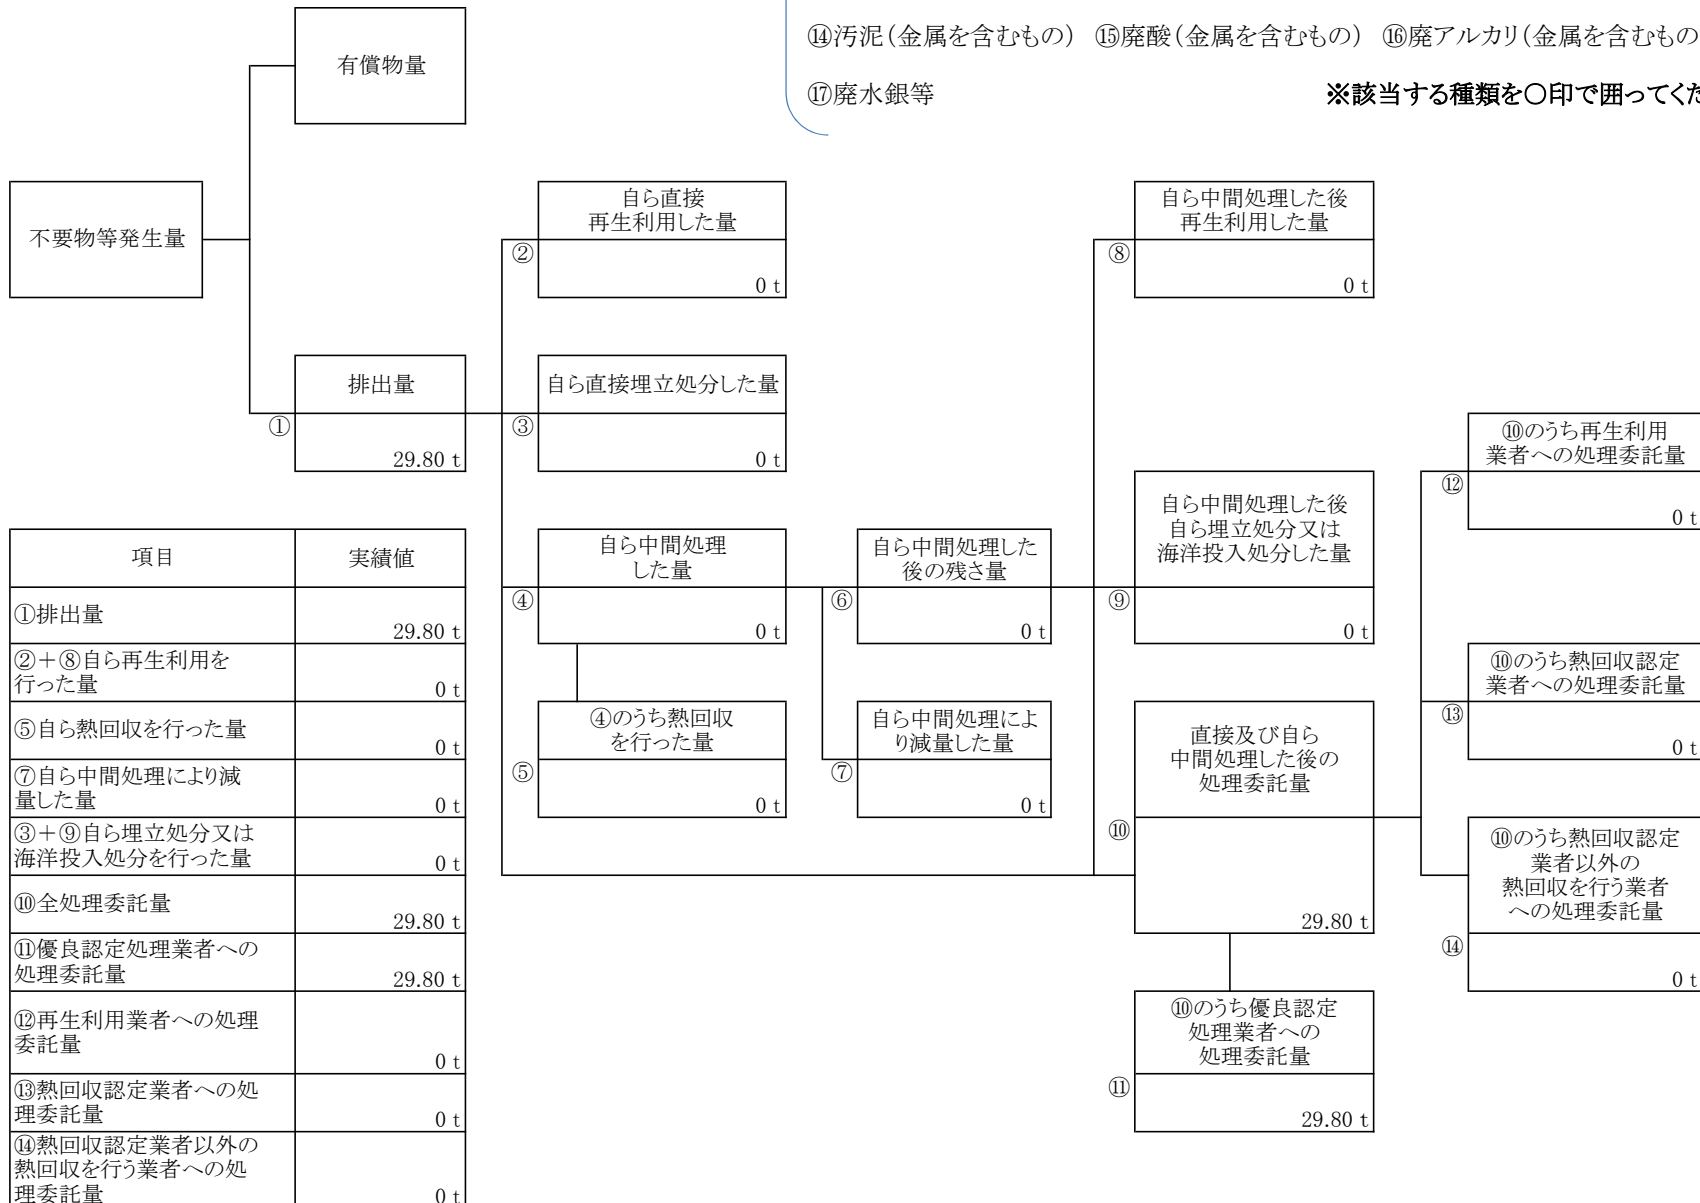 ⑭汚泥(金属を含むもの) ⑮廃酸(金属を含むもの) ⑯廃アルカリ(金属を含むもの
⑰廃水銀等
※該当する種類を○印で囲ってくだ
有償物量
不要物等発生量
自ら直接
再生利用した量
②
0 t
自ら中間処理した後
再生利用した量
⑧
0 t
排出量
①
29.80 t
自ら直接埋立処分した量
③
0 t
⑩のうち再生利用
業者への処理委託量
⑫
0 t
自ら中間処理
した量
④
0 t
自ら中間処理した
後の残さ量
⑥
0 t
自ら中間処理した後
自ら埋立処分又は
海洋投入処分した量
⑨
0 t
⑩のうち熱回収認定
業者への処理委託量
⑬
0 t
④のうち熱回収
を行った量
⑤
0 t
自ら中間処理によ
り減量した量
⑦
0 t
直接及び自ら
中間処理した後の
処理委託量
⑩
29.80 t
⑩のうち熱回収認定
業者以外の
熱回収を行う業者
への処理委託量
⑭
0 t
⑩のうち優良認定
処理業者への
処理委託量
⑪
29.80 t
項目
実績値
①排出量
29.80 t
②+⑧自ら再生利用を
行った量
0 t
⑤自ら熱回収を行った量
0 t
⑦自ら中間処理により減
量した量
0 t
③+⑨自ら埋立処分又は
海洋投入処分を行った量
0 t
⑩全処理委託量
29.80 t
⑪優良認定処理業者への
処理委託量
29.80 t
⑫再生利用業者への処理
委託量
0 t
⑬熱回収認定業者への処
理委託量
0 t
⑭熱回収認定業者以外の
熱回収を行う業者への処
理委託量
0 t